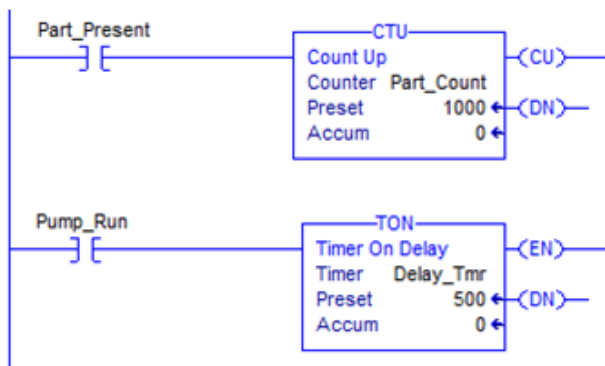 Part_Present
CTU
Count Up
CU
Counter Part_Count
Preset 1000
DN
Accum 0
Pump_Run
TON
Timer On Delay
EN
Timer Delay_Tmr
Preset 500
DN
Accum 0